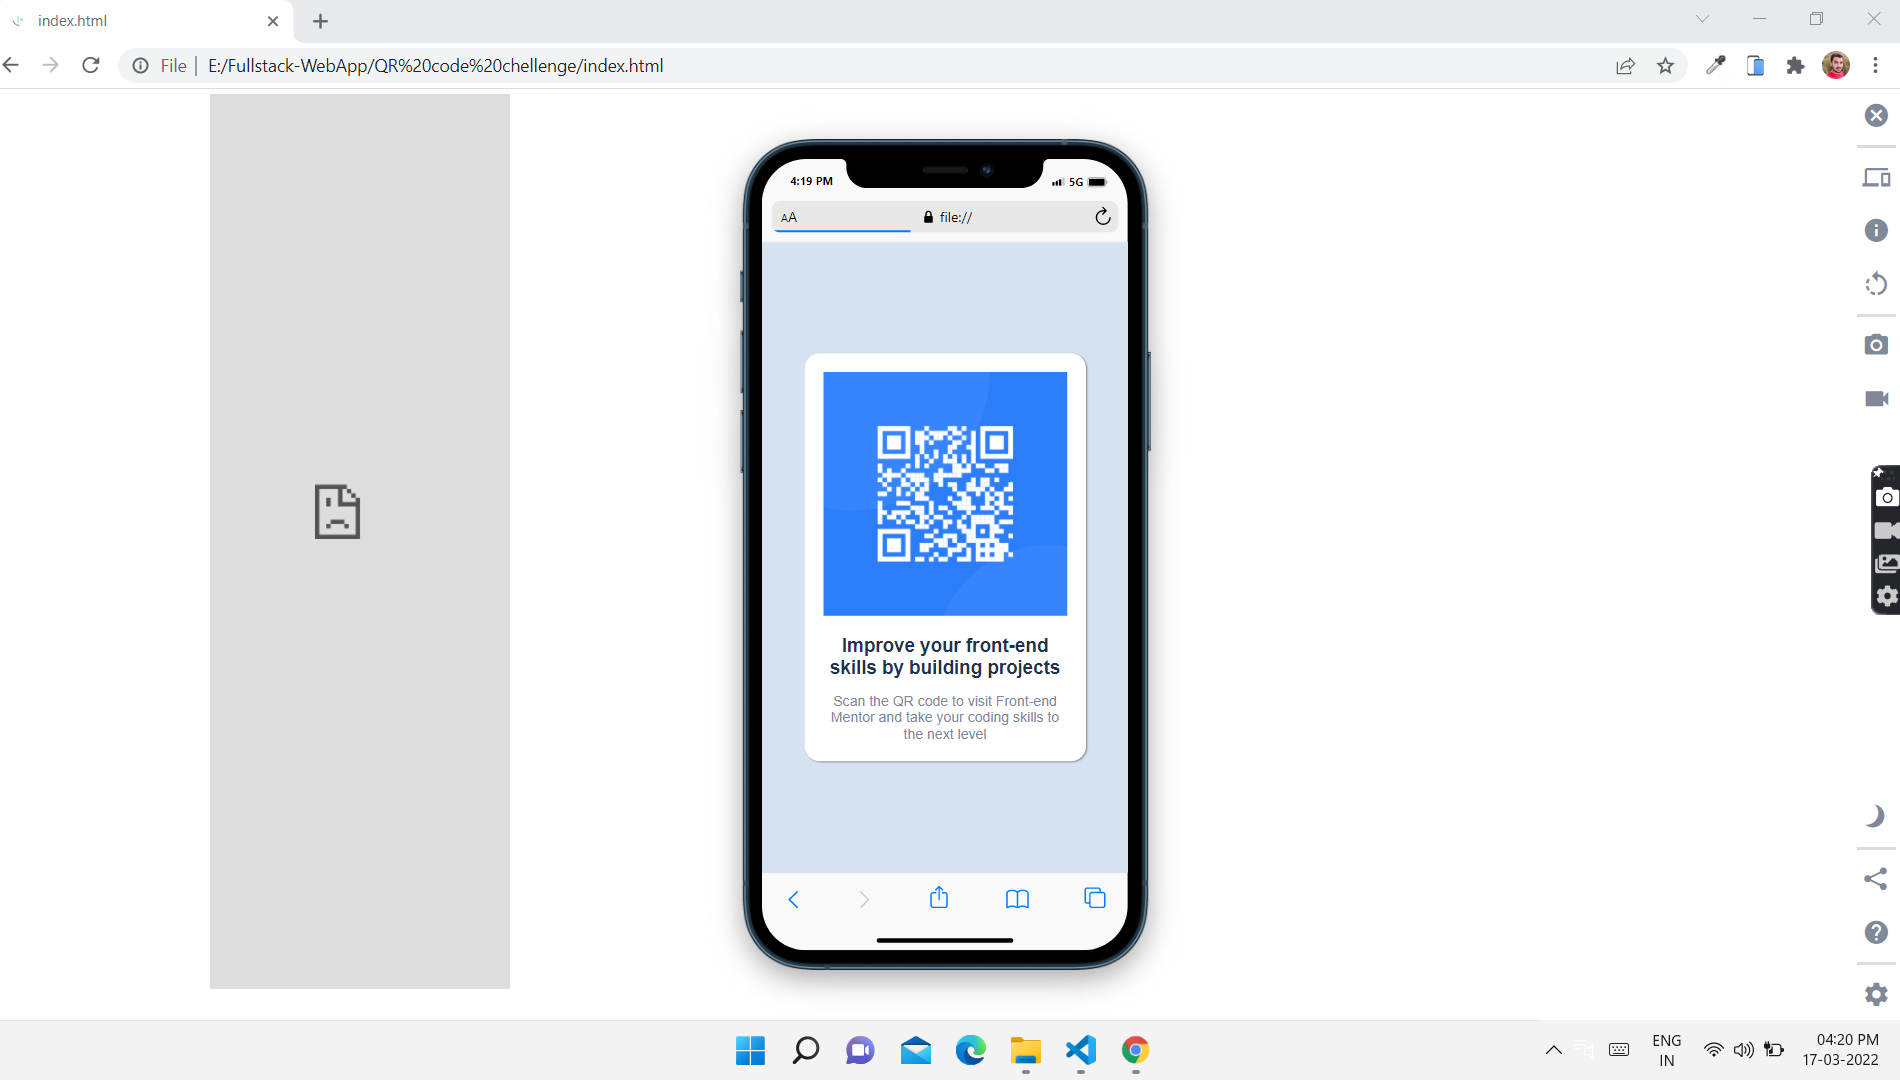 index.html
File
E:/Fullstack-WebApp/QR%20code%20chellenge/index.html
4:19 PM
5G
AA
file://
Improve your front-end
skills by building projects
Scan the QR code to visit Front-end
Mentor and take your coding skills to
the next level
ENG
IN
04:20 PM
17-03-2022